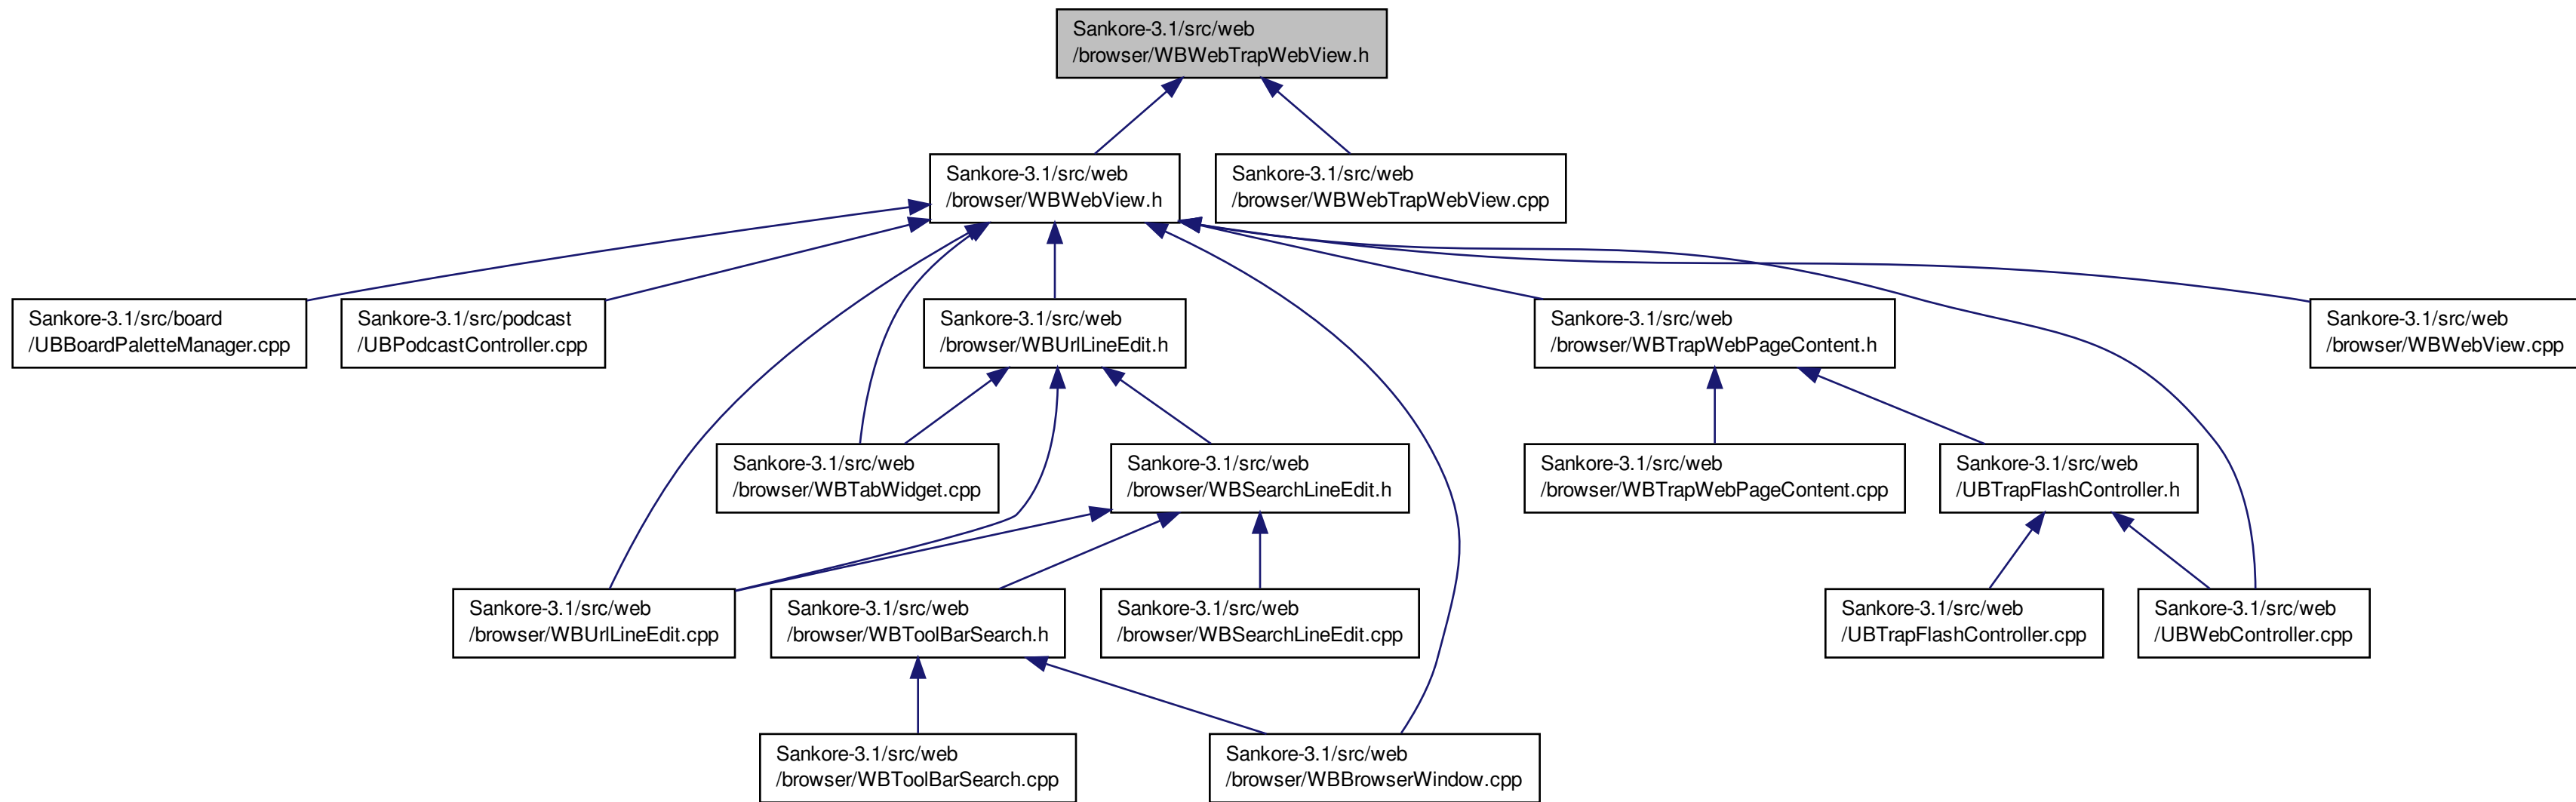 Sankore-3.1/src/web
/browser/WBWebTrapWebView.h
Sankore-3.1/src/web
/browser/WBWebView.h
Sankore-3.1/src/web
/browser/WBWebTrapWebView.cpp
Sankore-3.1/src/board
/UBBoardPaletteManager.cpp
Sankore-3.1/src/podcast
/UBPodcastController.cpp
Sankore-3.1/src/web
/browser/WBUrlLineEdit.h
Sankore-3.1/src/web
/browser/WBTrapWebPageContent.h
Sankore-3.1/src/web
/browser/WBWebView.cpp
Sankore-3.1/src/web
/browser/WBTabWidget.cpp
Sankore-3.1/src/web
/browser/WBSearchLineEdit.h
Sankore-3.1/src/web
/browser/WBTrapWebPageContent.cpp
Sankore-3.1/src/web
/UBTrapFlashController.h
Sankore-3.1/src/web
/browser/WBUrlLineEdit.cpp
Sankore-3.1/src/web
/browser/WBToolBarSearch.h
Sankore-3.1/src/web
/browser/WBSearchLineEdit.cpp
Sankore-3.1/src/web
/UBTrapFlashController.cpp
Sankore-3.1/src/web
/UBWebController.cpp
Sankore-3.1/src/web
/browser/WBToolBarSearch.cpp
Sankore-3.1/src/web
/browser/WBBrowserWindow.cpp